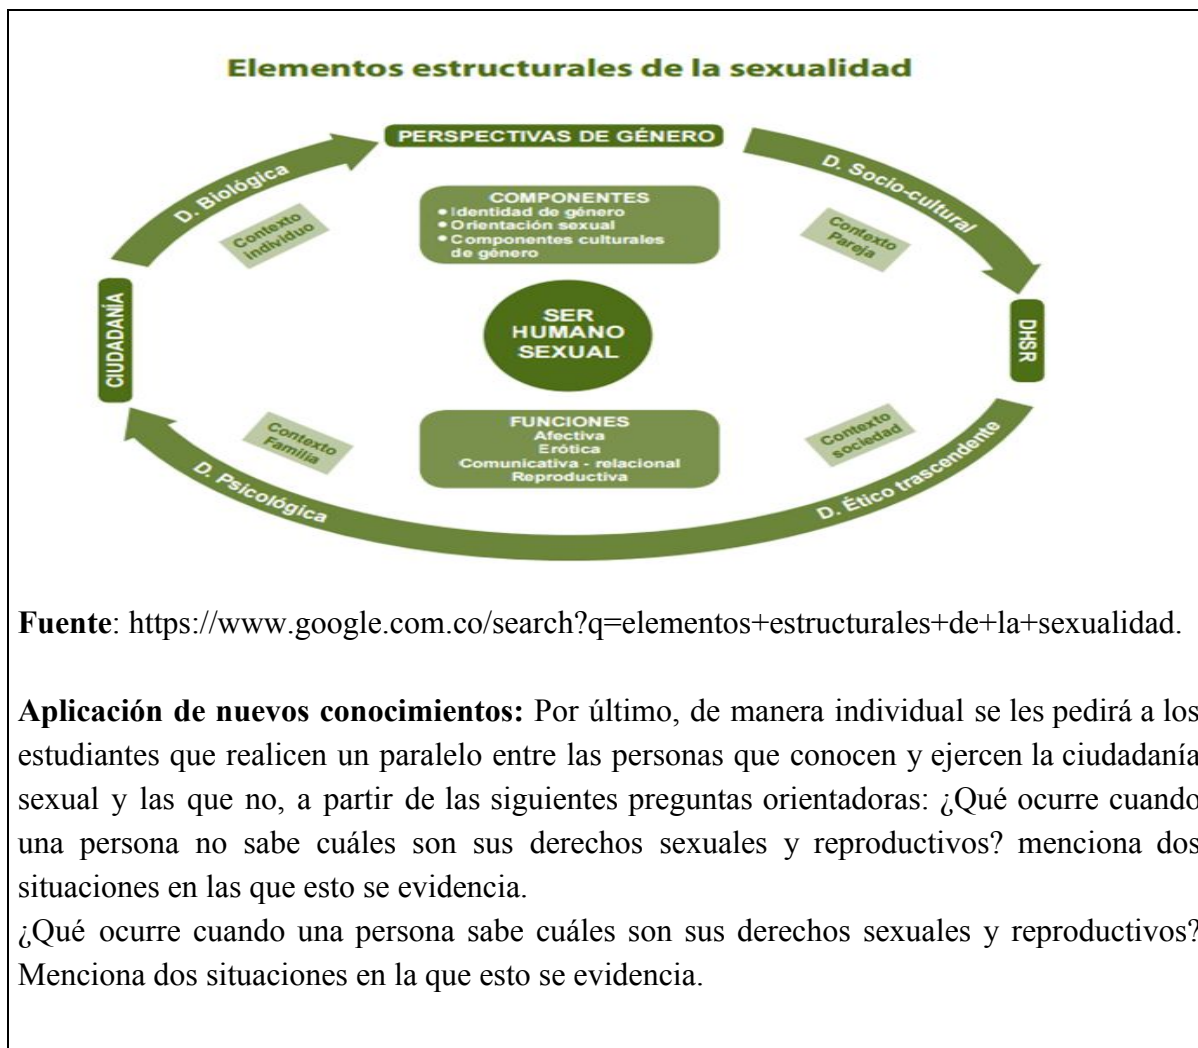 Elementos estructurales de la sexualidad
PERSPECTIVAS DE GÉNERO
D. Biológica
D. Socio-cultural
Contexto
individuo
COMPONENTES
● Identidad de género
● Orientación sexual
● Componentes culturales
de género
Contexto
Pareja
CIUDADANÍA
SER
HUMANO
SEXUAL
DHSR
Contexto
Familia
FUNCIONES
Afectiva
Erótica
Comunicativa - relacional
Reproductiva
Contexto
sociedad
D. Psicológica
D. Ético trascendente
Fuente: https://www.google.com.co/search?q=elementos+estructurales+de+la+sexualidad.
Aplicación de nuevos conocimientos: Por último, de manera individual se les pedirá a los
estudiantes que realicen un paralelo entre las personas que conocen y ejercen la ciudadanía
sexual y las que no, a partir de las siguientes preguntas orientadoras: ¿Qué ocurre cuando
una persona no sabe cuáles son sus derechos sexuales y reproductivos? menciona dos
situaciones en las que esto se evidencia.
¿Qué ocurre cuando una persona sabe cuáles son sus derechos sexuales y reproductivos?
Menciona dos situaciones en la que esto se evidencia.